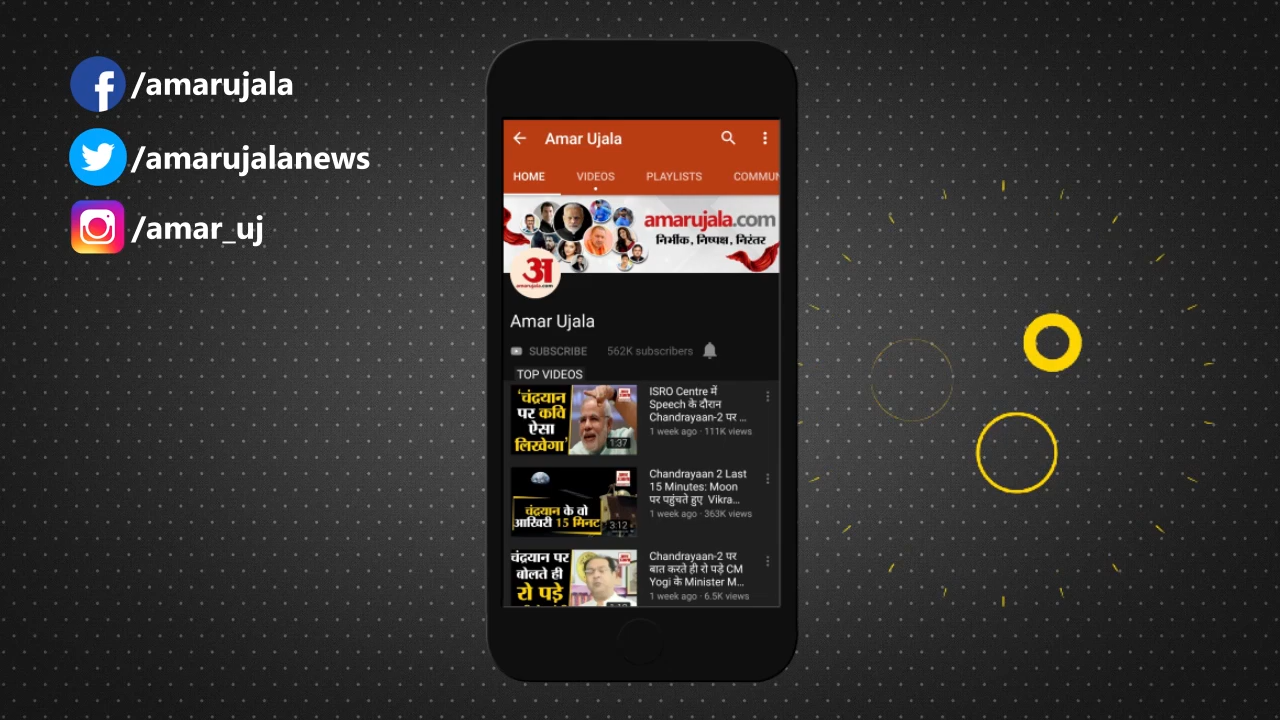 /amarujala
/amarujalanews
/amar_uj
Amar Ujala
HOME VIDEOS PLAYLISTS COMMUN
amarujala.com
निर्भीक, निष्पक्ष, निरंतर
अ
amarujala.com
Amar Ujala
SUBSCRIBE 562K subscribers
TOP VIDEOS
'चंद्रयान
पर कवि
ऐसा
लिखेगा'
1:37
ISRO Centre में
Speech के दौरान
Chandrayaan-2 पर ...
1 week ago · 111K views
चंद्रयान के वो
आखिरी 15 मिनट
3:12
Chandrayaan 2 Last
15 Minutes: Moon
पर पहुंचते हुए Vikra...
1 week ago · 363K views
चंद्रयान पर
बोलते ही
रो पड़े
Chandrayaan-2 पर
बात करते ही रो पड़े CM
Yogi के Minister M...
1 week ago · 6.5K views